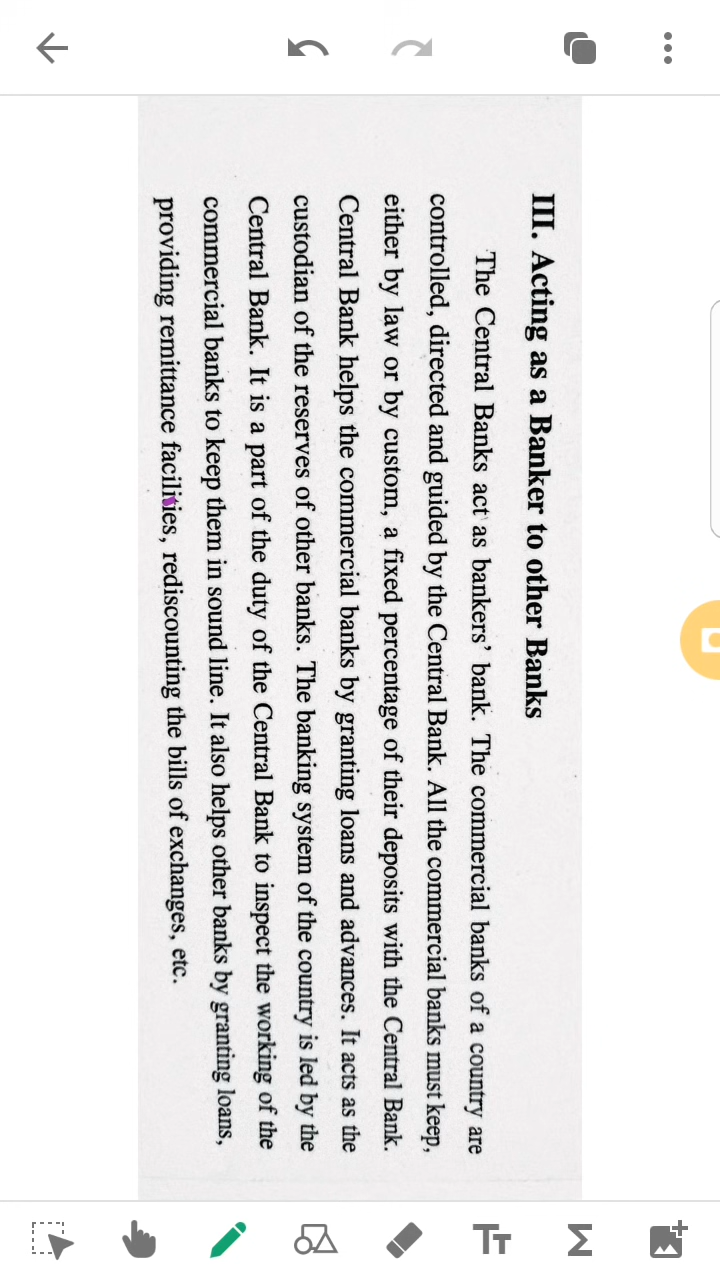 III. Acting as a Banker to other Banks
The Central Banks act as bankers’ bank. The commercial banks of a country are
controlled, directed and guided by the Central Bank. All the commercial banks must keep,
either by law or by custom, a fixed percentage of their deposits with the Central Bank.
Central Bank helps the commercial banks by granting loans and advances. It acts as the
custodian of the reserves of other banks. The banking system of the country is led by the
Central Bank. It is a part of the duty of the Central Bank to inspect the working of the
commercial banks to keep them in sound line. It also helps other banks by granting loans,
providing remittance facilities, rediscounting the bills of exchanges, etc.